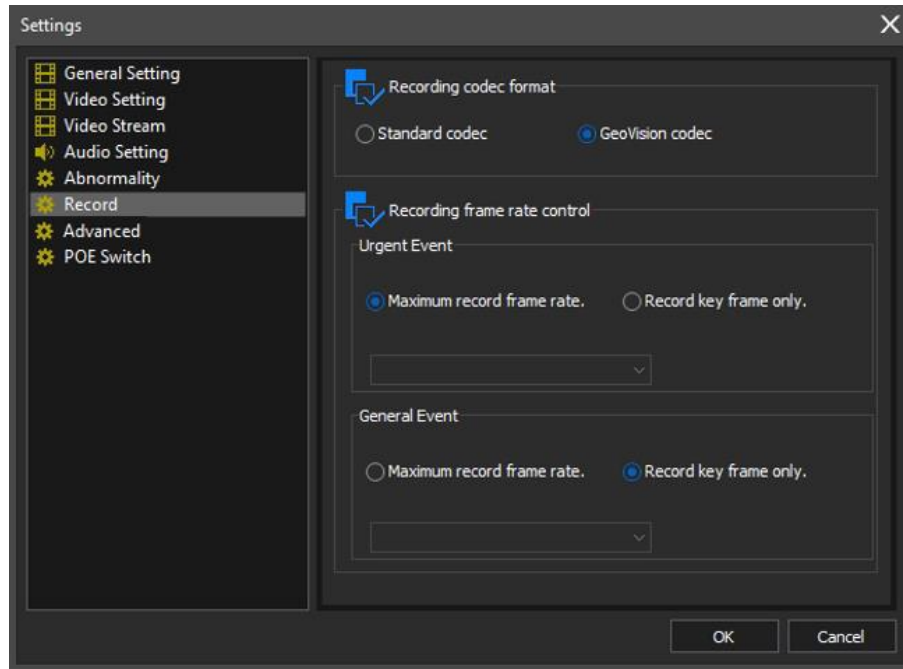 Settings
General Setting
Video Setting
Video Stream
Audio Setting
Abnormality
Record
Advanced
POE Switch
Recording codec format
Standard codec
GeoVision codec
Recording frame rate control
Urgent Event
Maximum record frame rate.
Record key frame only.
General Event
Maximum record frame rate.
Record key frame only.
OK
Cancel